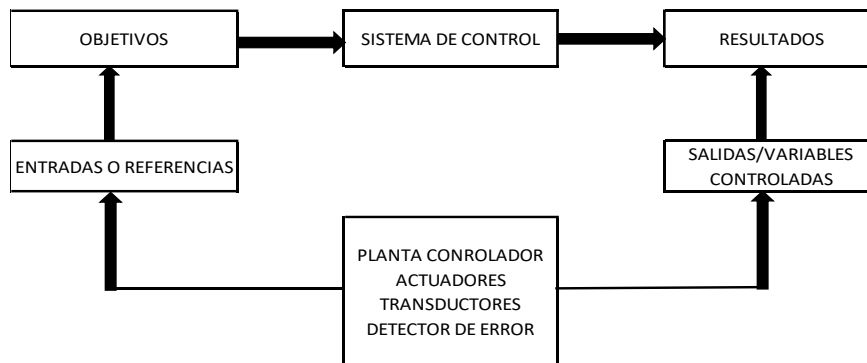 OBJETIVOS
SISTEMA DE CONTROL
RESULTADOS
ENTRADAS O REFERENCIAS
SALIDAS/VARIABLES
CONTROLADAS
PLANTA CONROLADOR
ACTUADORES
TRANSDUCTORES
DETECTOR DE ERROR